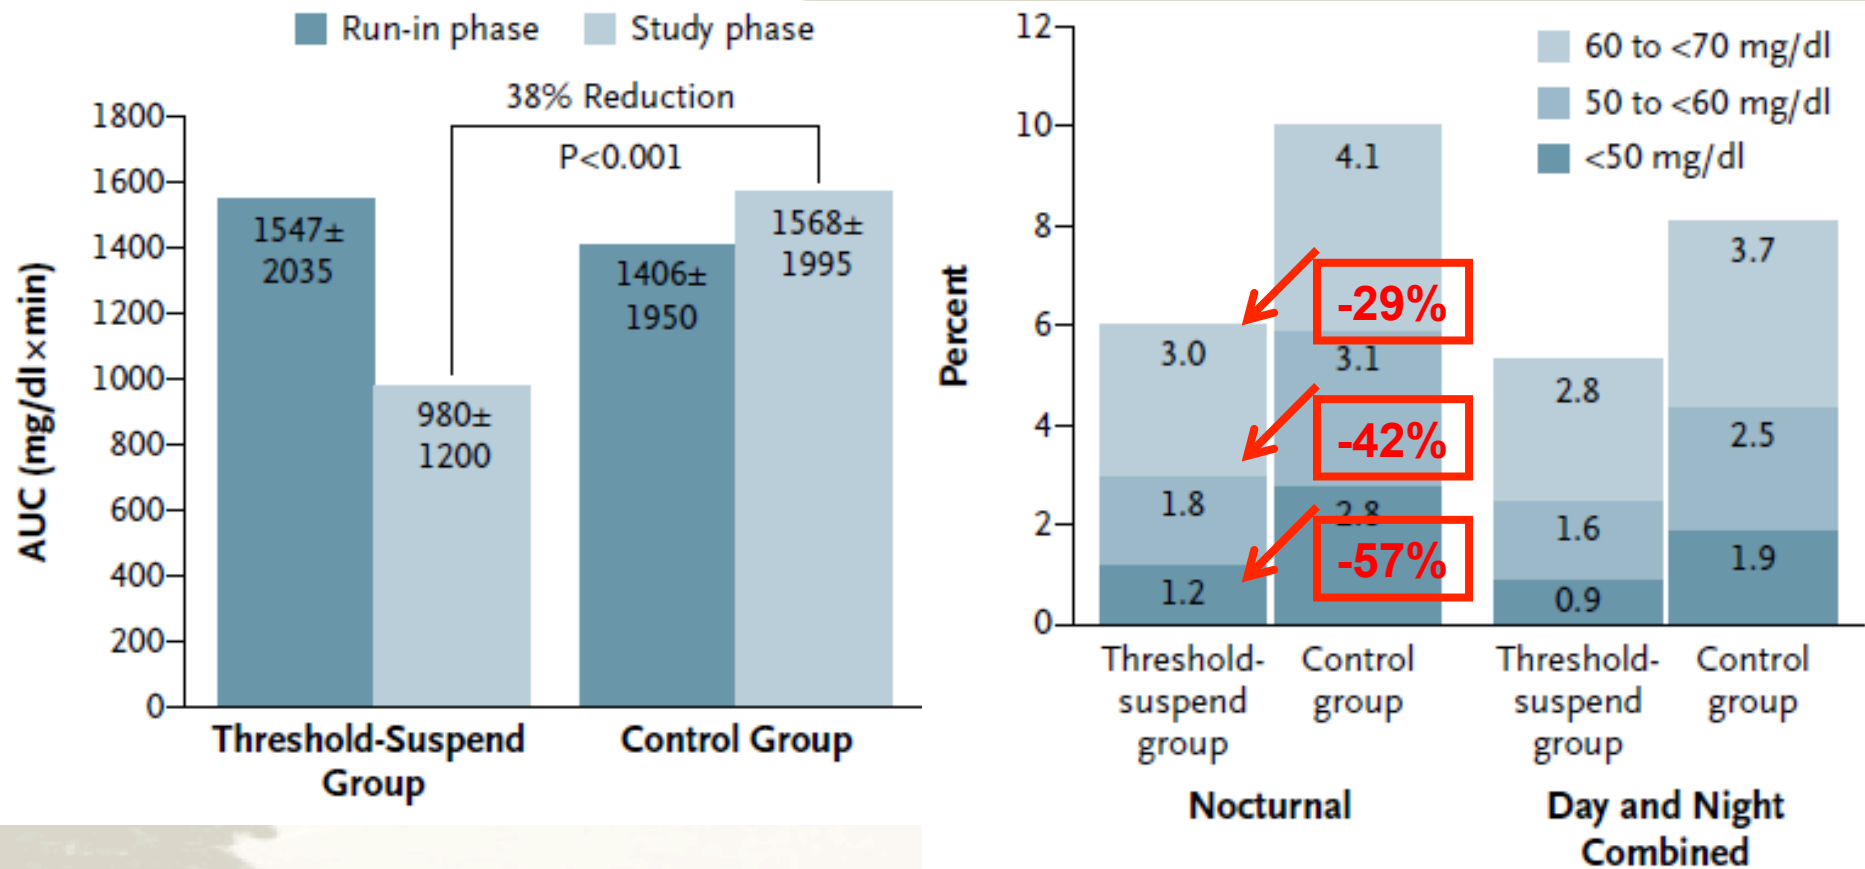 Run-in phase
Study phase
38% Reduction
P<0.001
AUC (mg/dl×min)
1800
1600
1400
1200
1000
800
600
400
200
0
1547±
2035
980±
1200
1406±
1950
1568±
1995
Threshold-Suspend
Group
Control Group
60 to <70 mg/dl
50 to <60 mg/dl
<50 mg/dl
Percent
12
10
8
6
4
2
0
3.0
1.8
1.2
4.1
-29%
3.1
-42%
2.8
-57%
2.8
1.6
0.9
3.7
2.5
1.9
Threshold-
suspend
group
Control
group
Threshold-
suspend
group
Control
group
Nocturnal
Day and Night
Combined